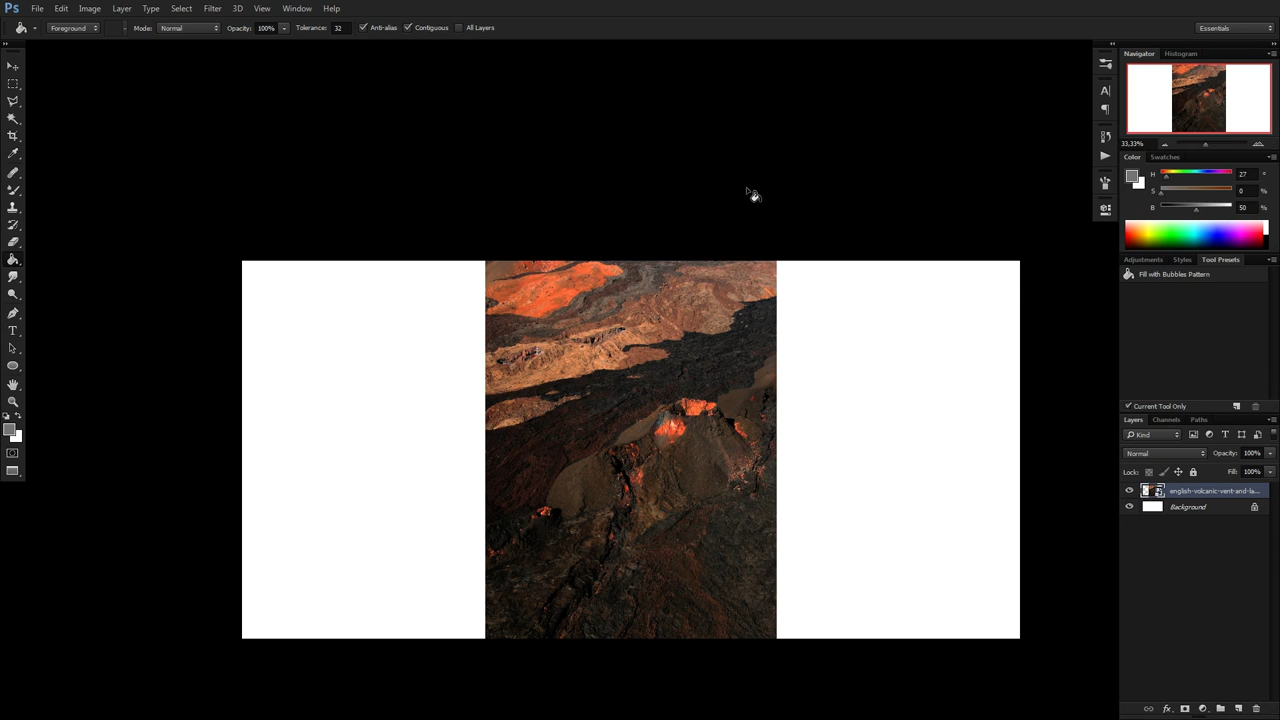 Ps File Edit Image Layer Type Select Filter 3D View Window Help
Foreground Mode: Normal Opacity: 100% Tolerance: 32 Anti-alias Contiguous All Layers Essentials
Navigator Histogram
33,33%
Color Swatches
H 27 °
S 0 %
B 50 %
Adjustments Styles Tool Presets
Fill with Bubbles Pattern
Current Tool Only
Layers Channels Paths
Kind
Normal Opacity: 100%
Lock: Fill: 100%
english-volcanic-vent-and-la...
Background